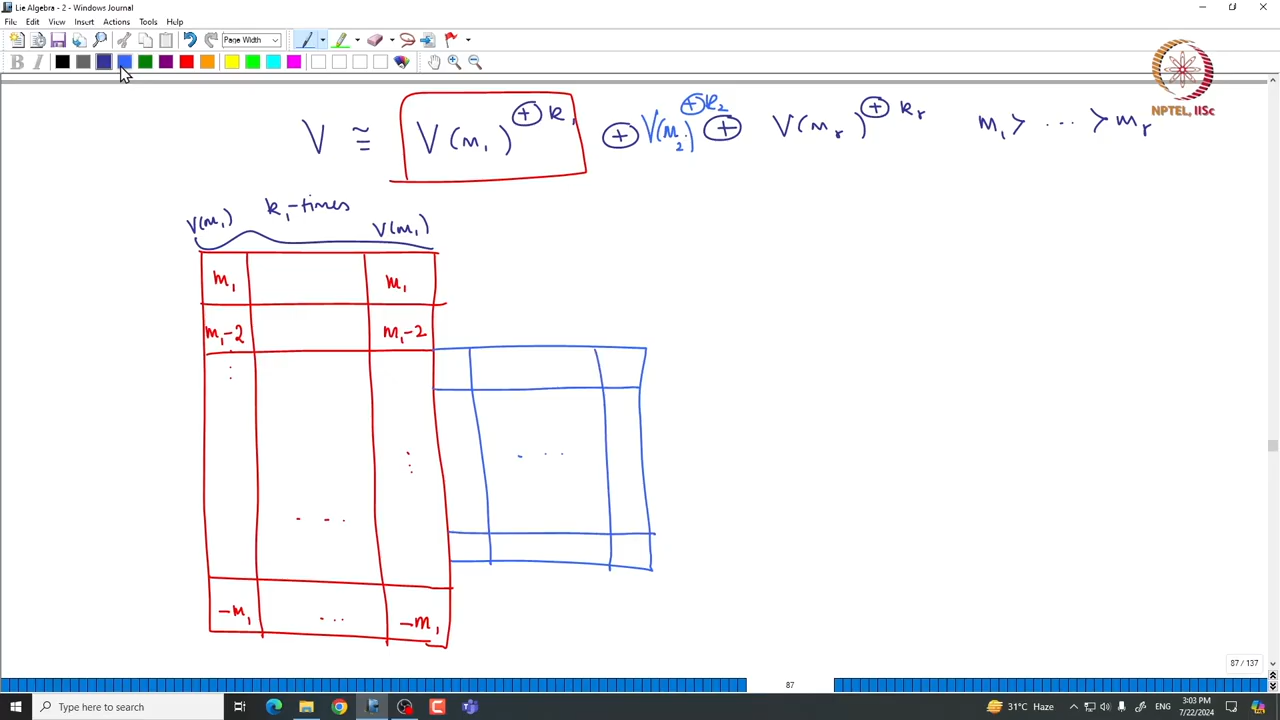 Lie Algebra - 2 - Windows Journal
File Edit View Insert Actions Tools Help
Page Width
B I
NPTEL, IISc
V ≅ V(m₁)^⊕k₁ ⊕ V(m₂)^⊕k₂ ⊕ V(mᵣ)^⊕kᵣ m₁> ⋯ >mᵣ
V(m₁) k₁-times V(m₁)
m₁ m₁
m₁-2 m₁-2
⋮
⋮
...
...
-m₁ ... -m₁
87 / 137
87
Type here to search
31°C Haze
ENG
3:03 PM
7/22/2024